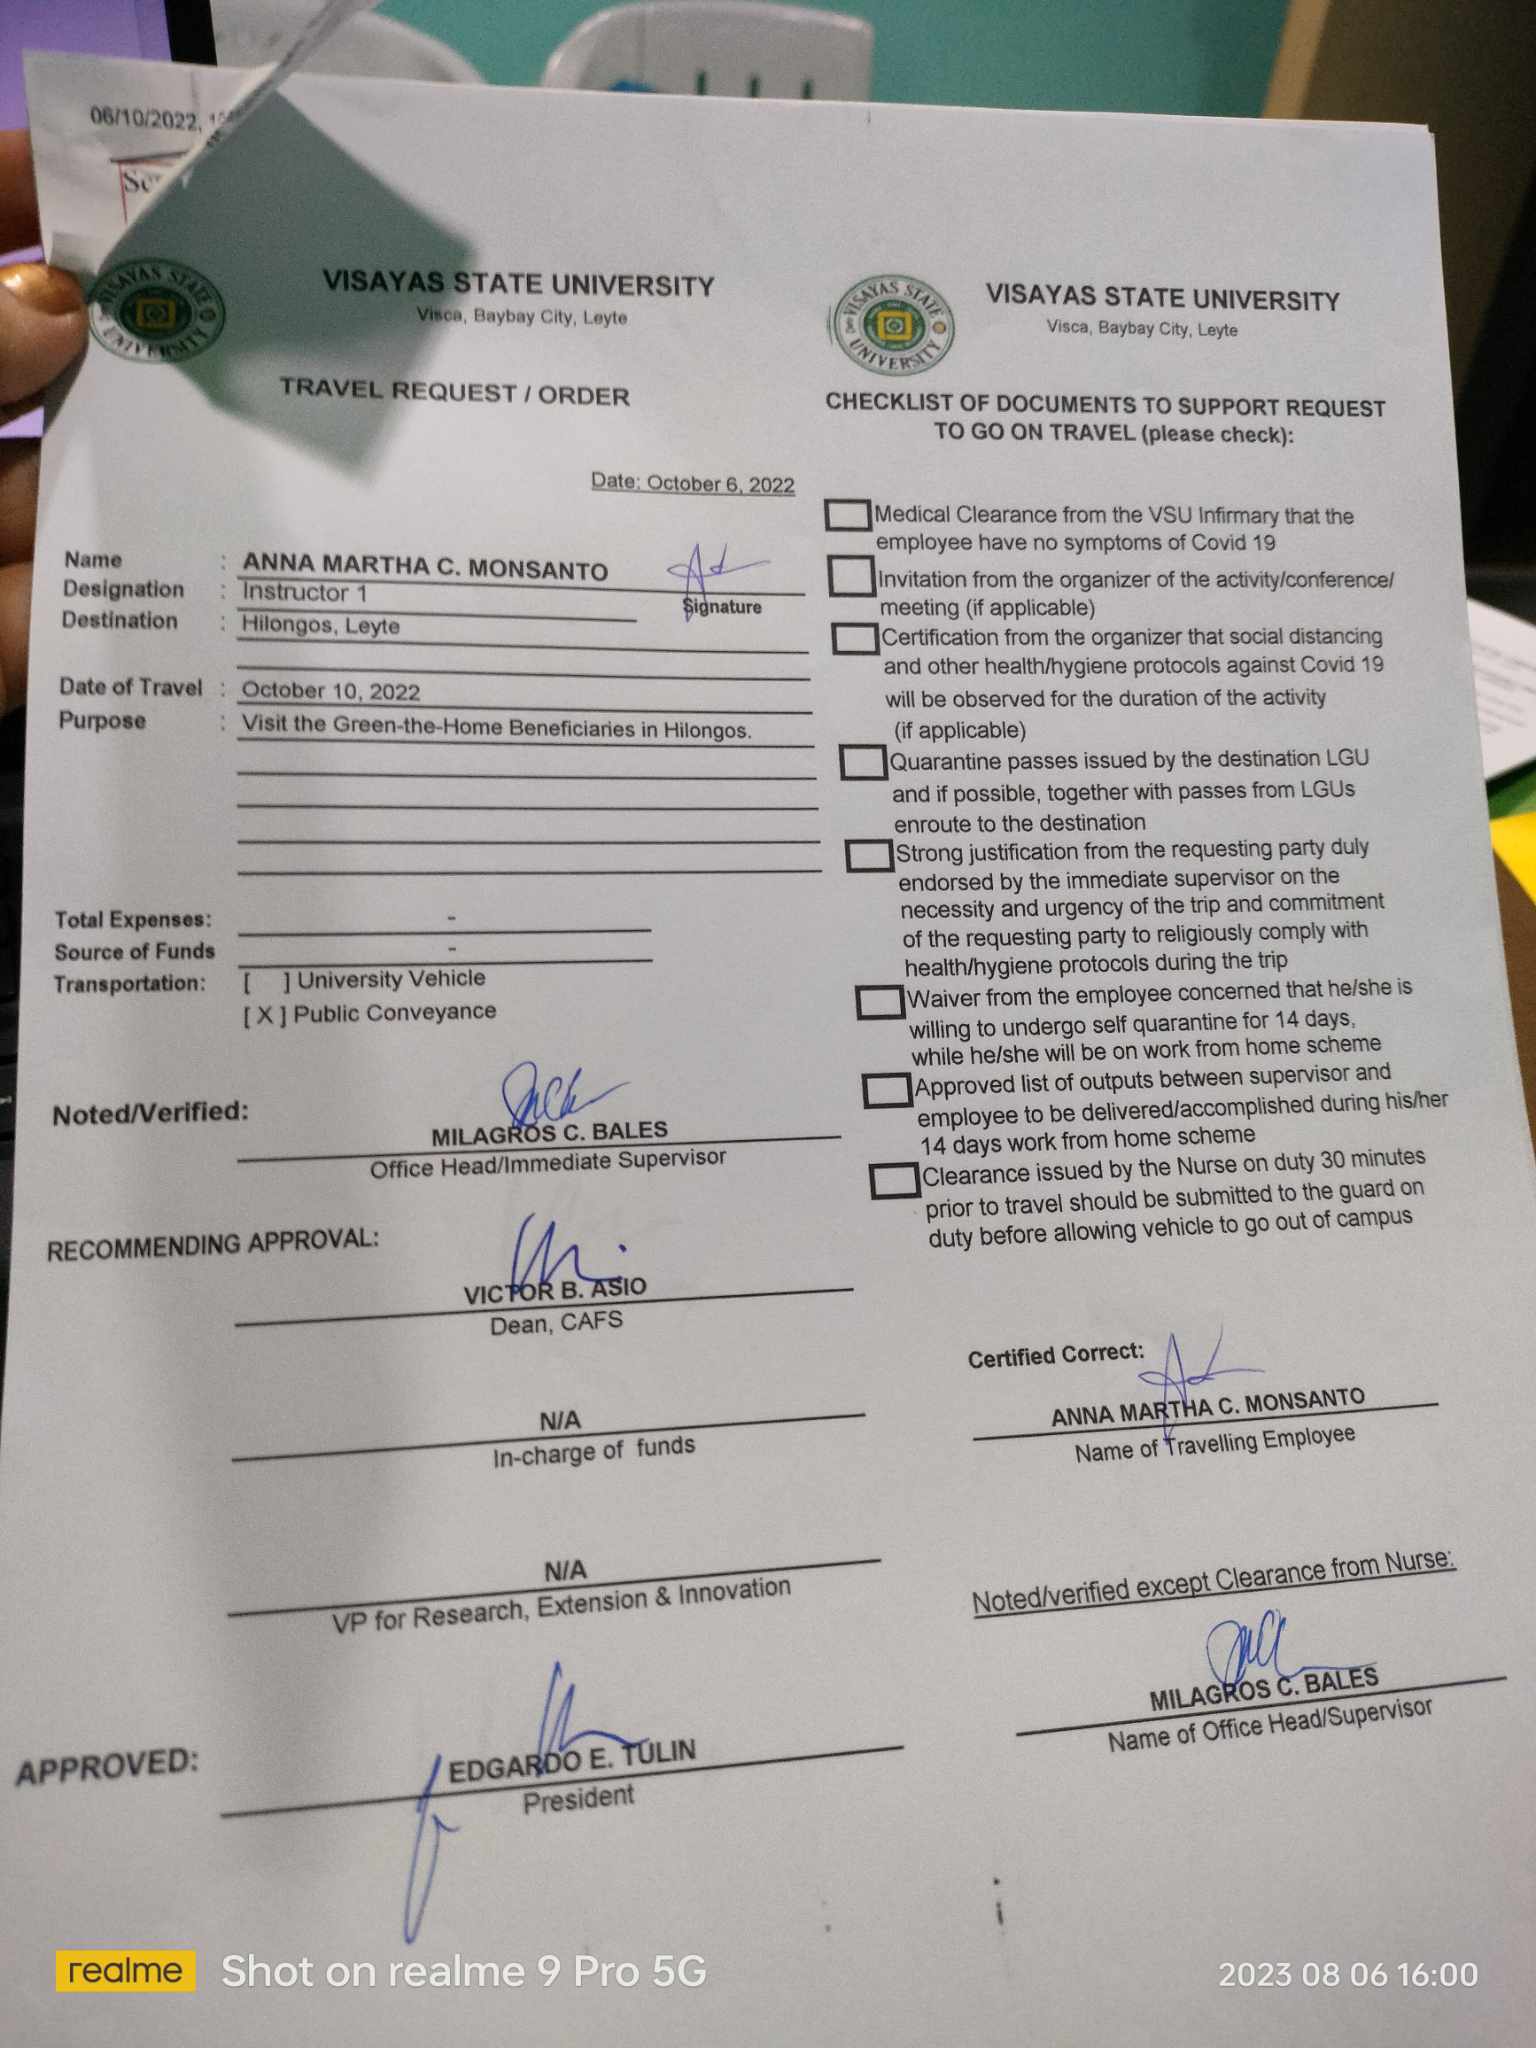 06/10/2022,
VISAYAS STATE UNIVERSITY
VISAYAS STATE UNIVERSITY
Visca, Baybay City, Leyte
TRAVEL REQUEST / ORDER
Date: October 6, 2022
Name : ANNA MARTHA C. MONSANTO
Signature
Designation : Instructor 1
Destination : Hilongos, Leyte
Date of Travel : October 10, 2022
Purpose : Visit the Green-the-Home Beneficiaries in Hilongos.
Total Expenses: -
Source of Funds -
Transportation: [ ] University Vehicle
[ X ] Public Conveyance
Noted/Verified:
MILAGROS C. BALES
Office Head/Immediate Supervisor
RECOMMENDING APPROVAL:
VICTOR B. ASIO
Dean, CAFS
N/A
In-charge of funds
N/A
VP for Research, Extension & Innovation
APPROVED:
EDGARDO E. TULIN
President
VISAYAS STATE UNIVERSITY
VISAYAS STATE UNIVERSITY
Visca, Baybay City, Leyte
CHECKLIST OF DOCUMENTS TO SUPPORT REQUEST
TO GO ON TRAVEL (please check):
Medical Clearance from the VSU Infirmary that the
employee have no symptoms of Covid 19
Invitation from the organizer of the activity/conference/
meeting (if applicable)
Certification from the organizer that social distancing
and other health/hygiene protocols against Covid 19
will be observed for the duration of the activity
(if applicable)
Quarantine passes issued by the destination LGU
and if possible, together with passes from LGUs
enroute to the destination
Strong justification from the requesting party duly
endorsed by the immediate supervisor on the
necessity and urgency of the trip and commitment
of the requesting party to religiously comply with
health/hygiene protocols during the trip
Waiver from the employee concerned that he/she is
willing to undergo self quarantine for 14 days,
while he/she will be on work from home scheme
Approved list of outputs between supervisor and
employee to be delivered/accomplished during his/her
14 days work from home scheme
Clearance issued by the Nurse on duty 30 minutes
prior to travel should be submitted to the guard on
duty before allowing vehicle to go out of campus
Certified Correct:
ANNA MARTHA C. MONSANTO
Name of Travelling Employee
Noted/verified except Clearance from Nurse:
MILAGROS C. BALES
Name of Office Head/Supervisor
realme Shot on realme 9 Pro 5G
2023 08 06 16:00